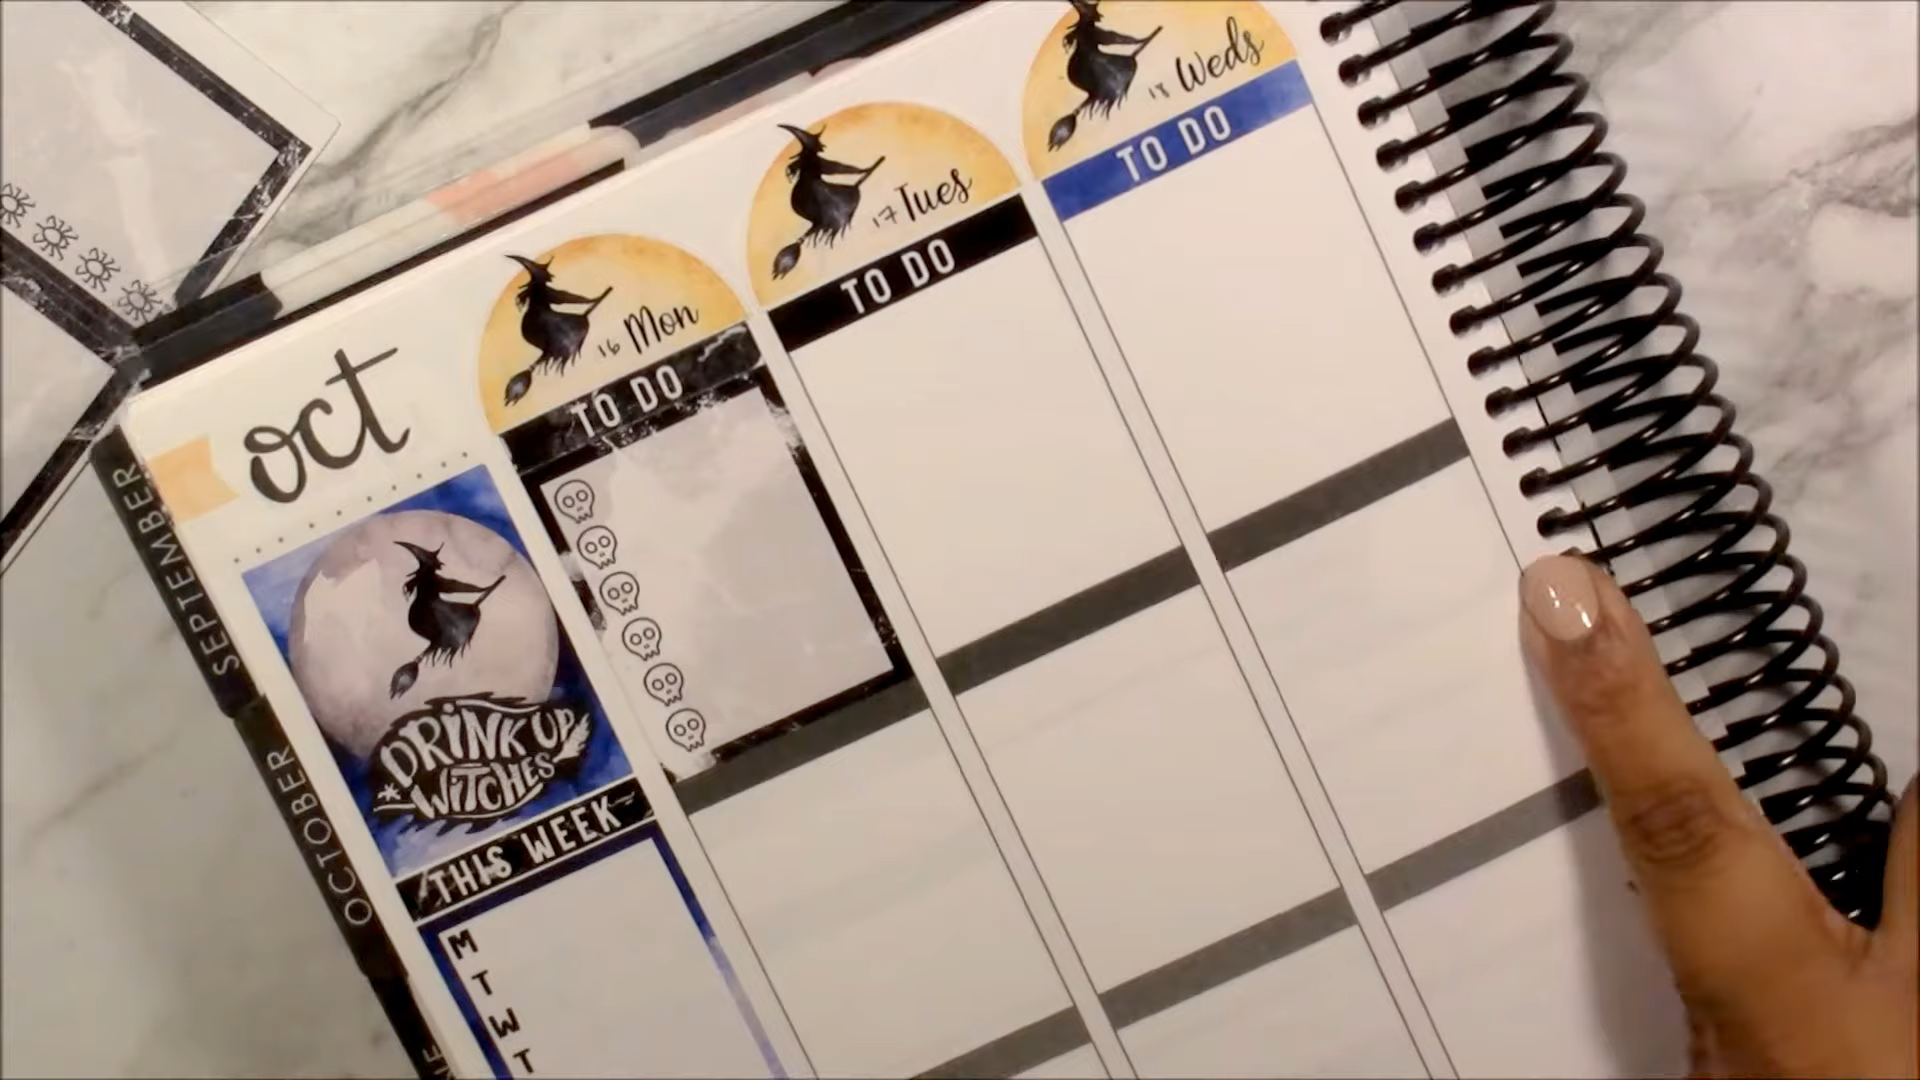 oct
16 Mon
TO DO
17 Tues
TO DO
18 Weds
TO DO
SEPTEMBER
OCTOBER
DRINK UP
WITCHES
THIS WEEK
M
T
W
T